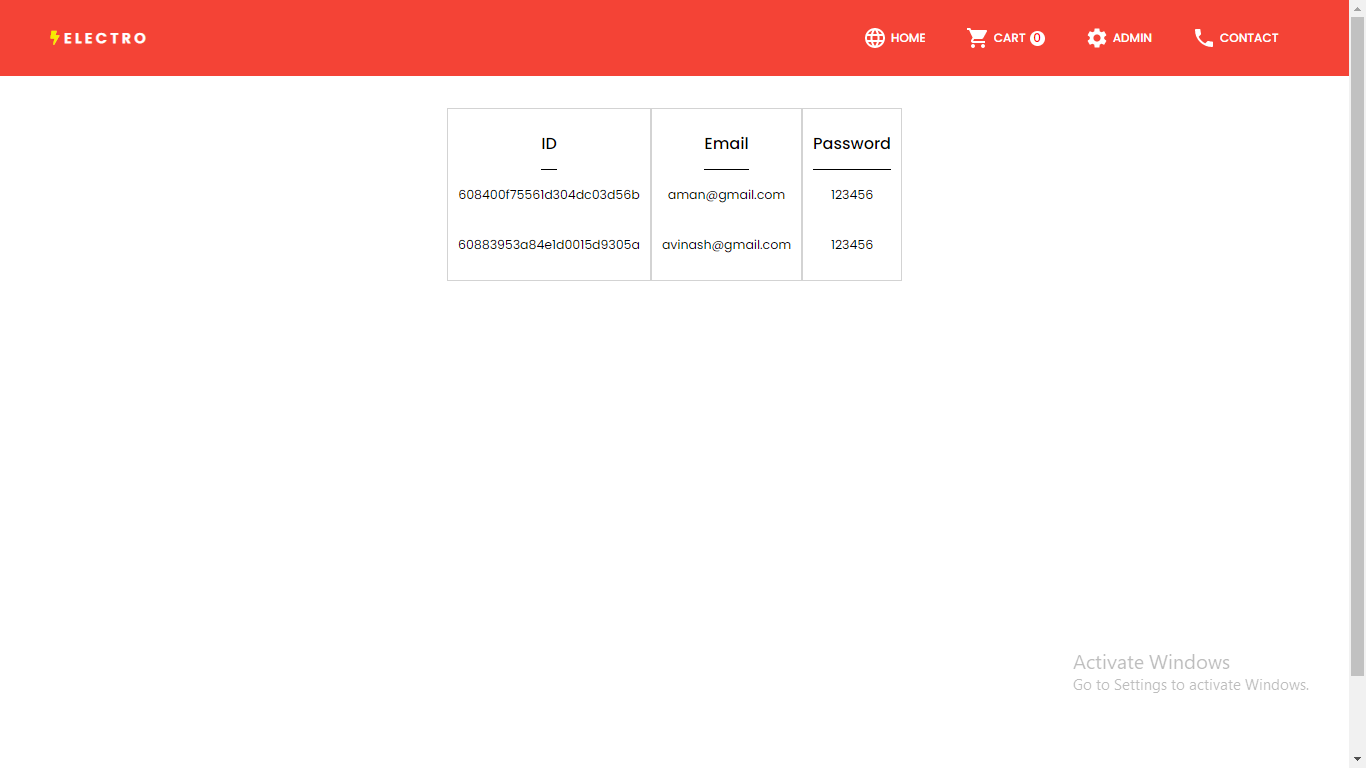 ELECTRO HOME CART 0 ADMIN CONTACT
ID Email Password
608400f75561d304dc03d56b aman@gmail.com 123456
60883953a84e1d0015d9305a avinash@gmail.com 123456
Activate Windows
Go to Settings to activate Windows.